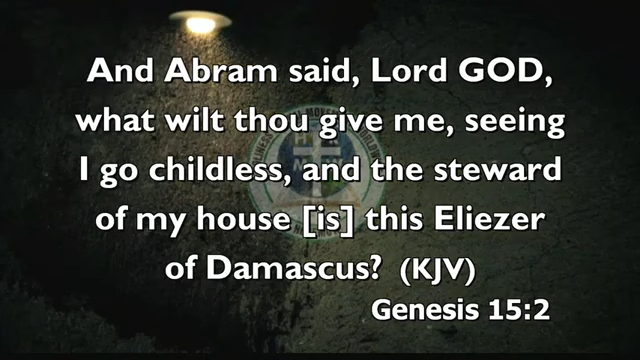 And Abram said, Lord GOD,
what wilt thou give me, seeing
I go childless, and the steward
of my house [is] this Eliezer
of Damascus? (KJV)
Genesis 15:2